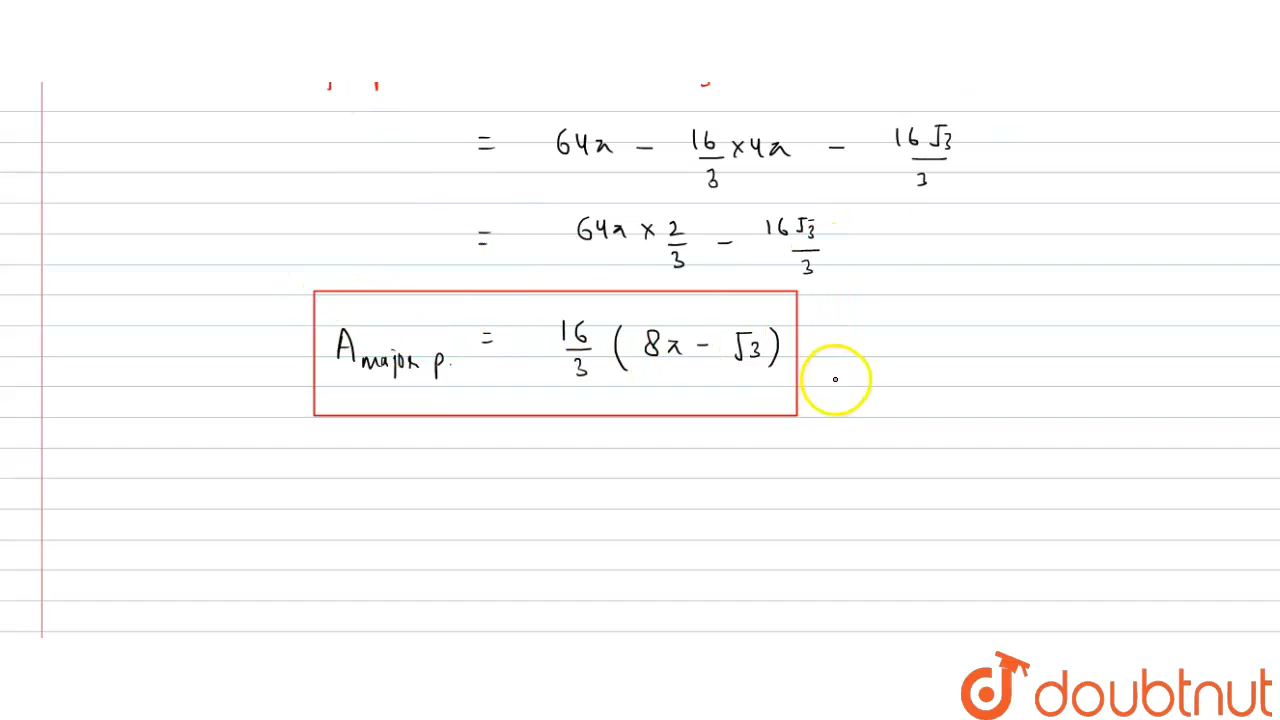 = 64π - 16/3 × 4π - 16√3/3
= 64π × 2/3 - 16√3/3
A major p. = 16/3 ( 8π - √3)
doubtnut